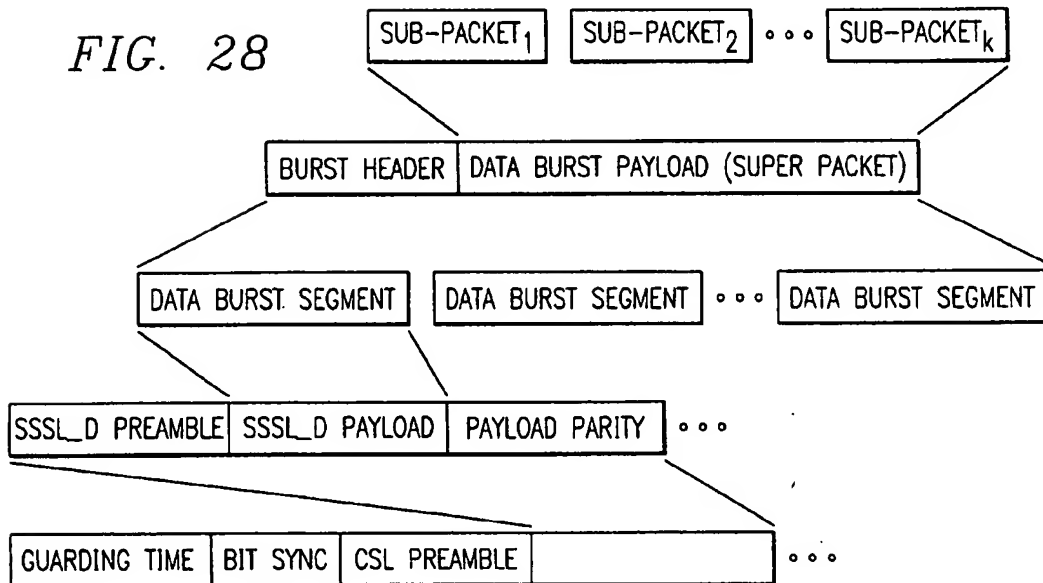 FIG. 28
SUB-PACKET1 SUB-PACKET2 ∘∘∘ SUB-PACKETk
BURST HEADER DATA BURST PAYLOAD (SUPER PACKET)
DATA BURST SEGMENT DATA BURST SEGMENT ∘∘∘ DATA BURST SEGMENT
SSSL_D PREAMBLE SSSL_D PAYLOAD PAYLOAD PARITY ∘∘∘
GUARDING TIME BIT SYNC CSL PREAMBLE ∘∘∘